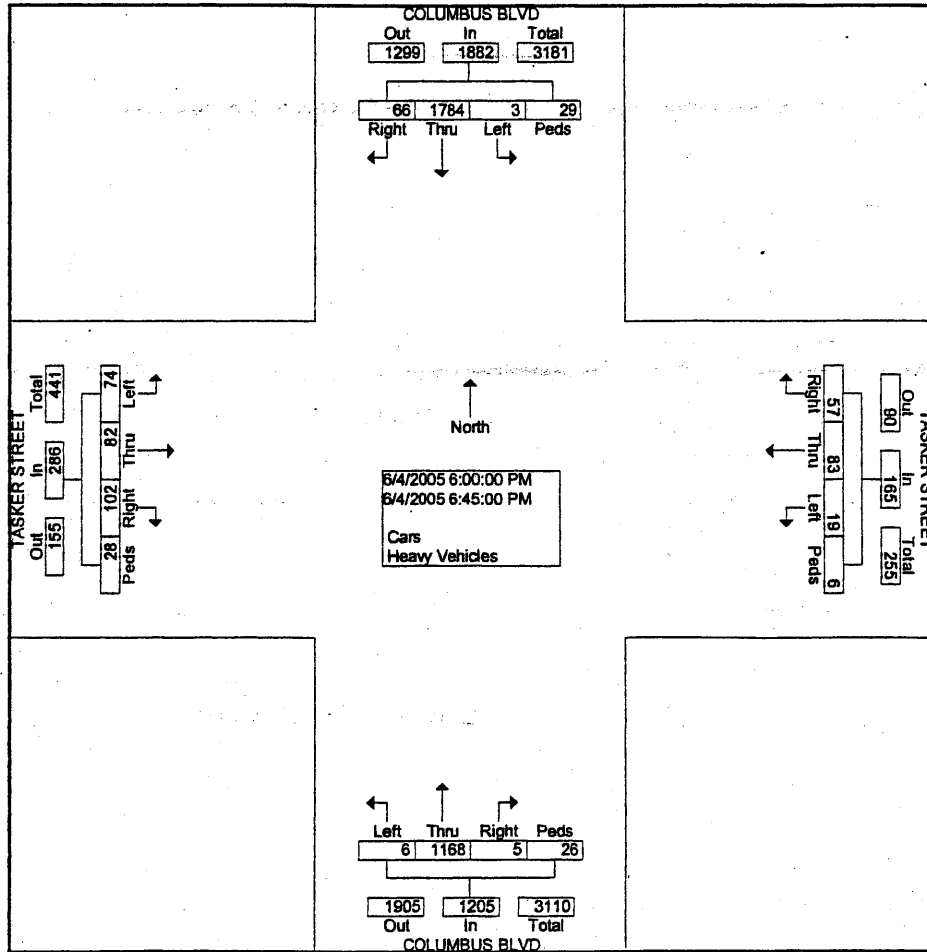 COLUMBUS BLVD
Out In Total
1299 1882 3181
66 1784 3 29
Right Thru Left Peds
TASKER STREET
Total In Out
441 286 155
74 82 102 28
Left Thru Right Peds
North
6/4/2005 6:00:00 PM
6/4/2005 6:45:00 PM
Cars
Heavy Vehicles
Right Thru Left Peds
57 83 19 6
Out In Total
90 165 255
TASKER STREET
Left Thru Right Peds
6 1168 5 26
1905 1205 3110
Out In Total
COLUMBUS BLVD